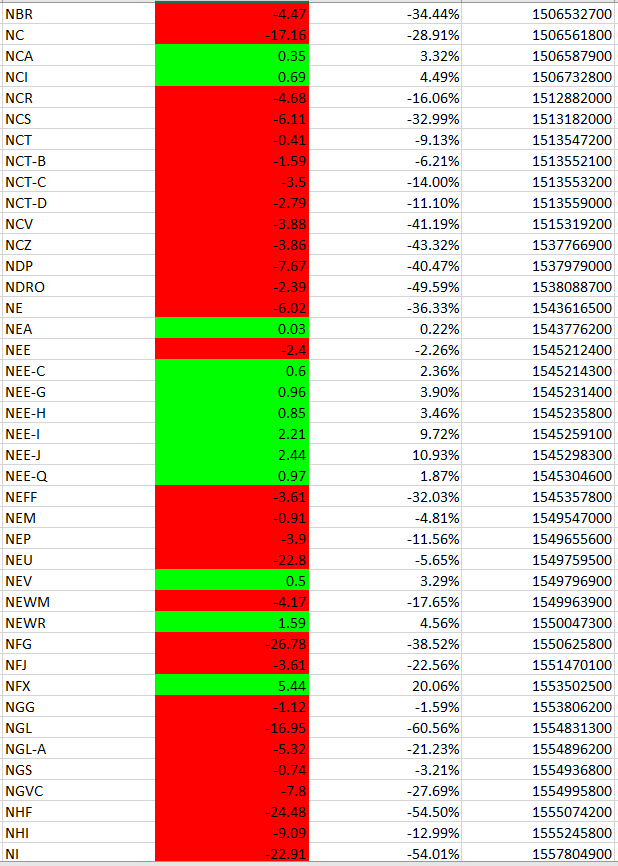 NBR -4.47 -34.44% 1506532700
NC -17.16 -28.91% 1506561800
NCA 0.35 3.32% 1506587900
NCI 0.69 4.49% 1506732800
NCR -4.68 -16.06% 1512882000
NCS -6.11 -32.99% 1513182000
NCT -0.41 -9.13% 1513547200
NCT-B -1.59 -6.21% 1513552100
NCT-C -3.5 -14.00% 1513553200
NCT-D -2.79 -11.10% 1513559000
NCV -3.88 -41.19% 1515319200
NCZ -3.86 -43.32% 1537766900
NDP -7.67 -40.47% 1537979000
NDRO -2.39 -49.59% 1538088700
NE -6.02 -36.33% 1543616500
NEA 0.03 0.22% 1543776200
NEE -2.4 -2.26% 1545212400
NEE-C 0.6 2.36% 1545214300
NEE-G 0.96 3.90% 1545231400
NEE-H 0.85 3.46% 1545235800
NEE-I 2.21 9.72% 1545259100
NEE-J 2.44 10.93% 1545298300
NEE-Q 0.97 1.87% 1545304600
NEFF -3.61 -32.03% 1545357800
NEM -0.91 -4.81% 1549547000
NEP -3.9 -11.56% 1549655600
NEU -22.8 -5.65% 1549759500
NEV 0.5 3.29% 1549796900
NEWM -4.17 -17.65% 1549963900
NEWR 1.59 4.56% 1550047300
NFG -26.78 -38.52% 1550625800
NFJ -3.61 -22.56% 1551470100
NFX 5.44 20.06% 1553502500
NGG -1.12 -1.59% 1553806200
NGL -16.95 -60.56% 1554831300
NGL-A -5.32 -21.23% 1554896200
NGS -0.74 -3.21% 1554936800
NGVC -7.8 -27.69% 1554995800
NHF -24.48 -54.50% 1555074200
NHI -9.09 -12.99% 1555245800
NI -22.91 -54.01% 1557804900